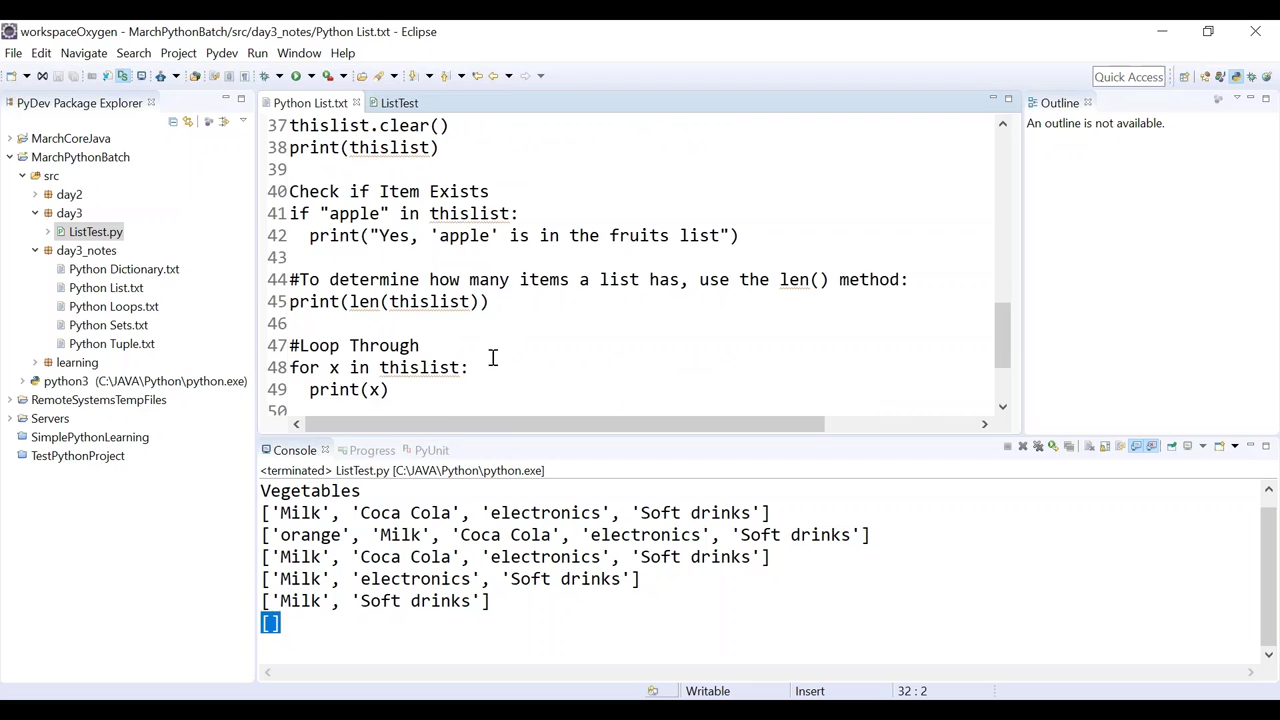 workspaceOxygen - MarchPythonBatch/src/day3_notes/Python List.txt - Eclipse
File Edit Navigate Search Project Pydev Run Window Help
Quick Access
PyDev Package Explorer
MarchCoreJava
MarchPythonBatch
src
day2
day3
ListTest.py
day3_notes
Python Dictionary.txt
Python List.txt
Python Loops.txt
Python Sets.txt
Python Tuple.txt
learning
python3 (C:\JAVA\Python\python.exe)
RemoteSystemsTempFiles
Servers
SimplePythonLearning
TestPythonProject
Python List.txt ListTest
37 thislist.clear()
38 print(thislist)
39
40 Check if Item Exists
41 if "apple" in thislist:
42   print("Yes, 'apple' is in the fruits list")
43
44 #To determine how many items a list has, use the len() method:
45 print(len(thislist))
46
47 #Loop Through
48 for x in thislist:
49   print(x)
50
Outline
An outline is not available.
Console Progress PyUnit
<terminated> ListTest.py [C:\JAVA\Python\python.exe]
Vegetables
['Milk', 'Coca Cola', 'electronics', 'Soft drinks']
['orange', 'Milk', 'Coca Cola', 'electronics', 'Soft drinks']
['Milk', 'Coca Cola', 'electronics', 'Soft drinks']
['Milk', 'electronics', 'Soft drinks']
['Milk', 'Soft drinks']
[]
Writable Insert 32 : 2